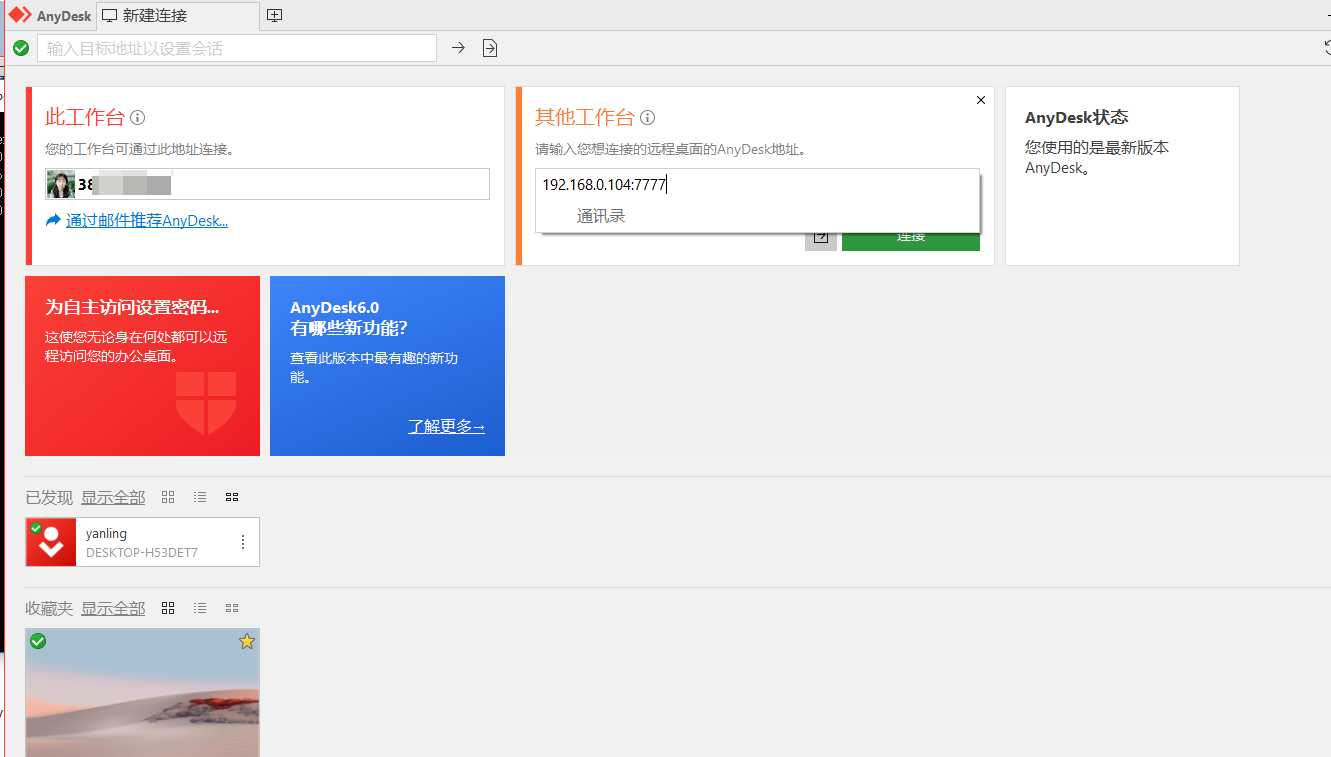 AnyDesk
新建连接
输入目标地址以设置会话
此工作台
您的工作台可通过此地址连接。
38
通过邮件推荐AnyDesk...
其他工作台
请输入您想连接的远程桌面的AnyDesk地址。
192.168.0.104:7777
通讯录
连接
AnyDesk状态
您使用的是最新版本
AnyDesk。
为自主访问设置密码...
这使您无论身在何处都可以远
程访问您的办公桌面。
AnyDesk6.0
有哪些新功能?
查看此版本中最有趣的新功
能。
了解更多→
已发现 显示全部
yanling
DESKTOP-H53DET7
收藏夹 显示全部